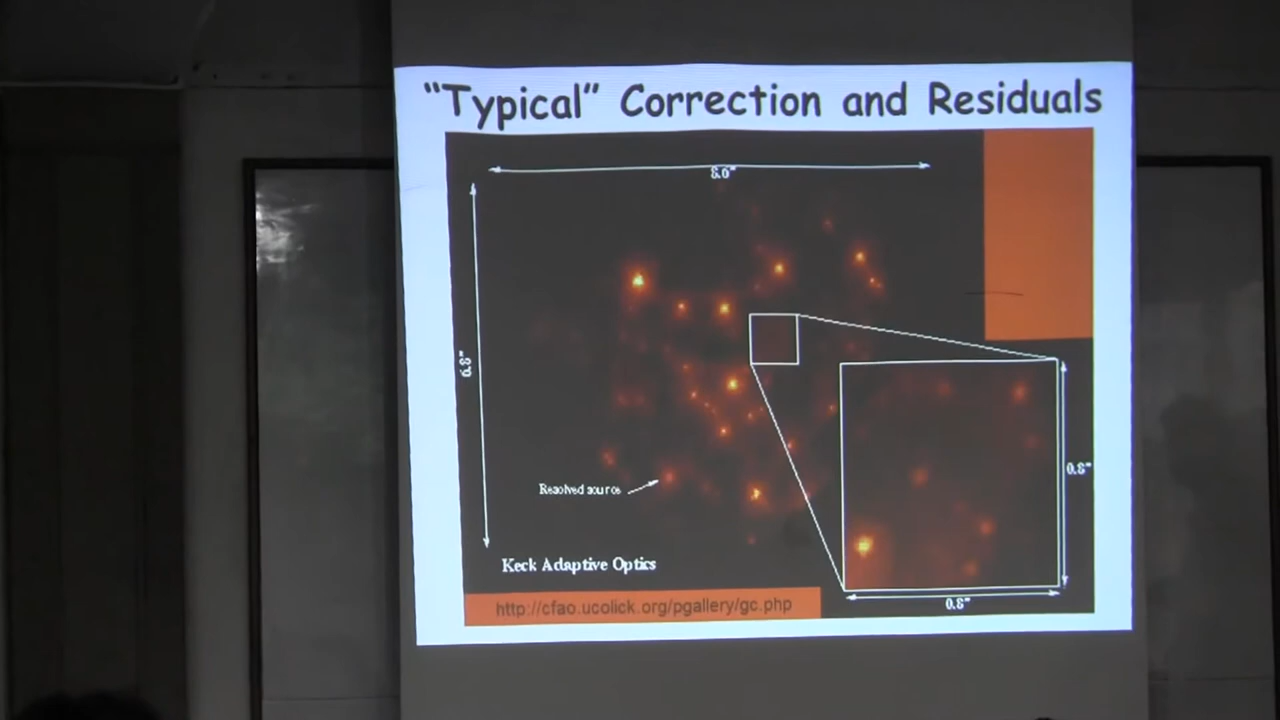 “Typical” Correction and Residuals
8.0"
6.8"
Resolved source
0.8"
Keck Adaptive Optics
0.8"
http://cfao.ucolick.org/pgallery/gc.php